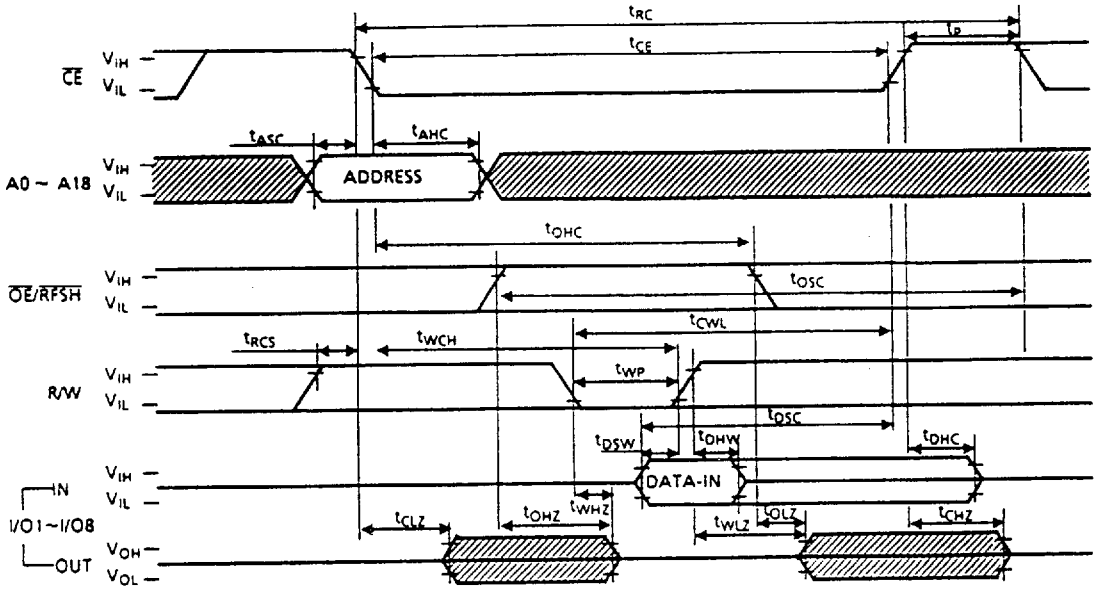 tRC
tCE
tP
CE
VIH
VIL
tASC
tAHC
A0 ~ A18
VIH
VIL
ADDRESS
tOHC
OE/RFSH
VIH
VIL
tOSC
tCWL
tRCS
tWCH
R/W
VIH
VIL
tWP
tDSC
tDSW
tDHW
tDHC
IN
VIH
VIL
DATA-IN
I/O1~I/O8
tCLZ
tOHZ
tWHZ
tWLZ
tOLZ
tCHZ
OUT
VOH
VOL